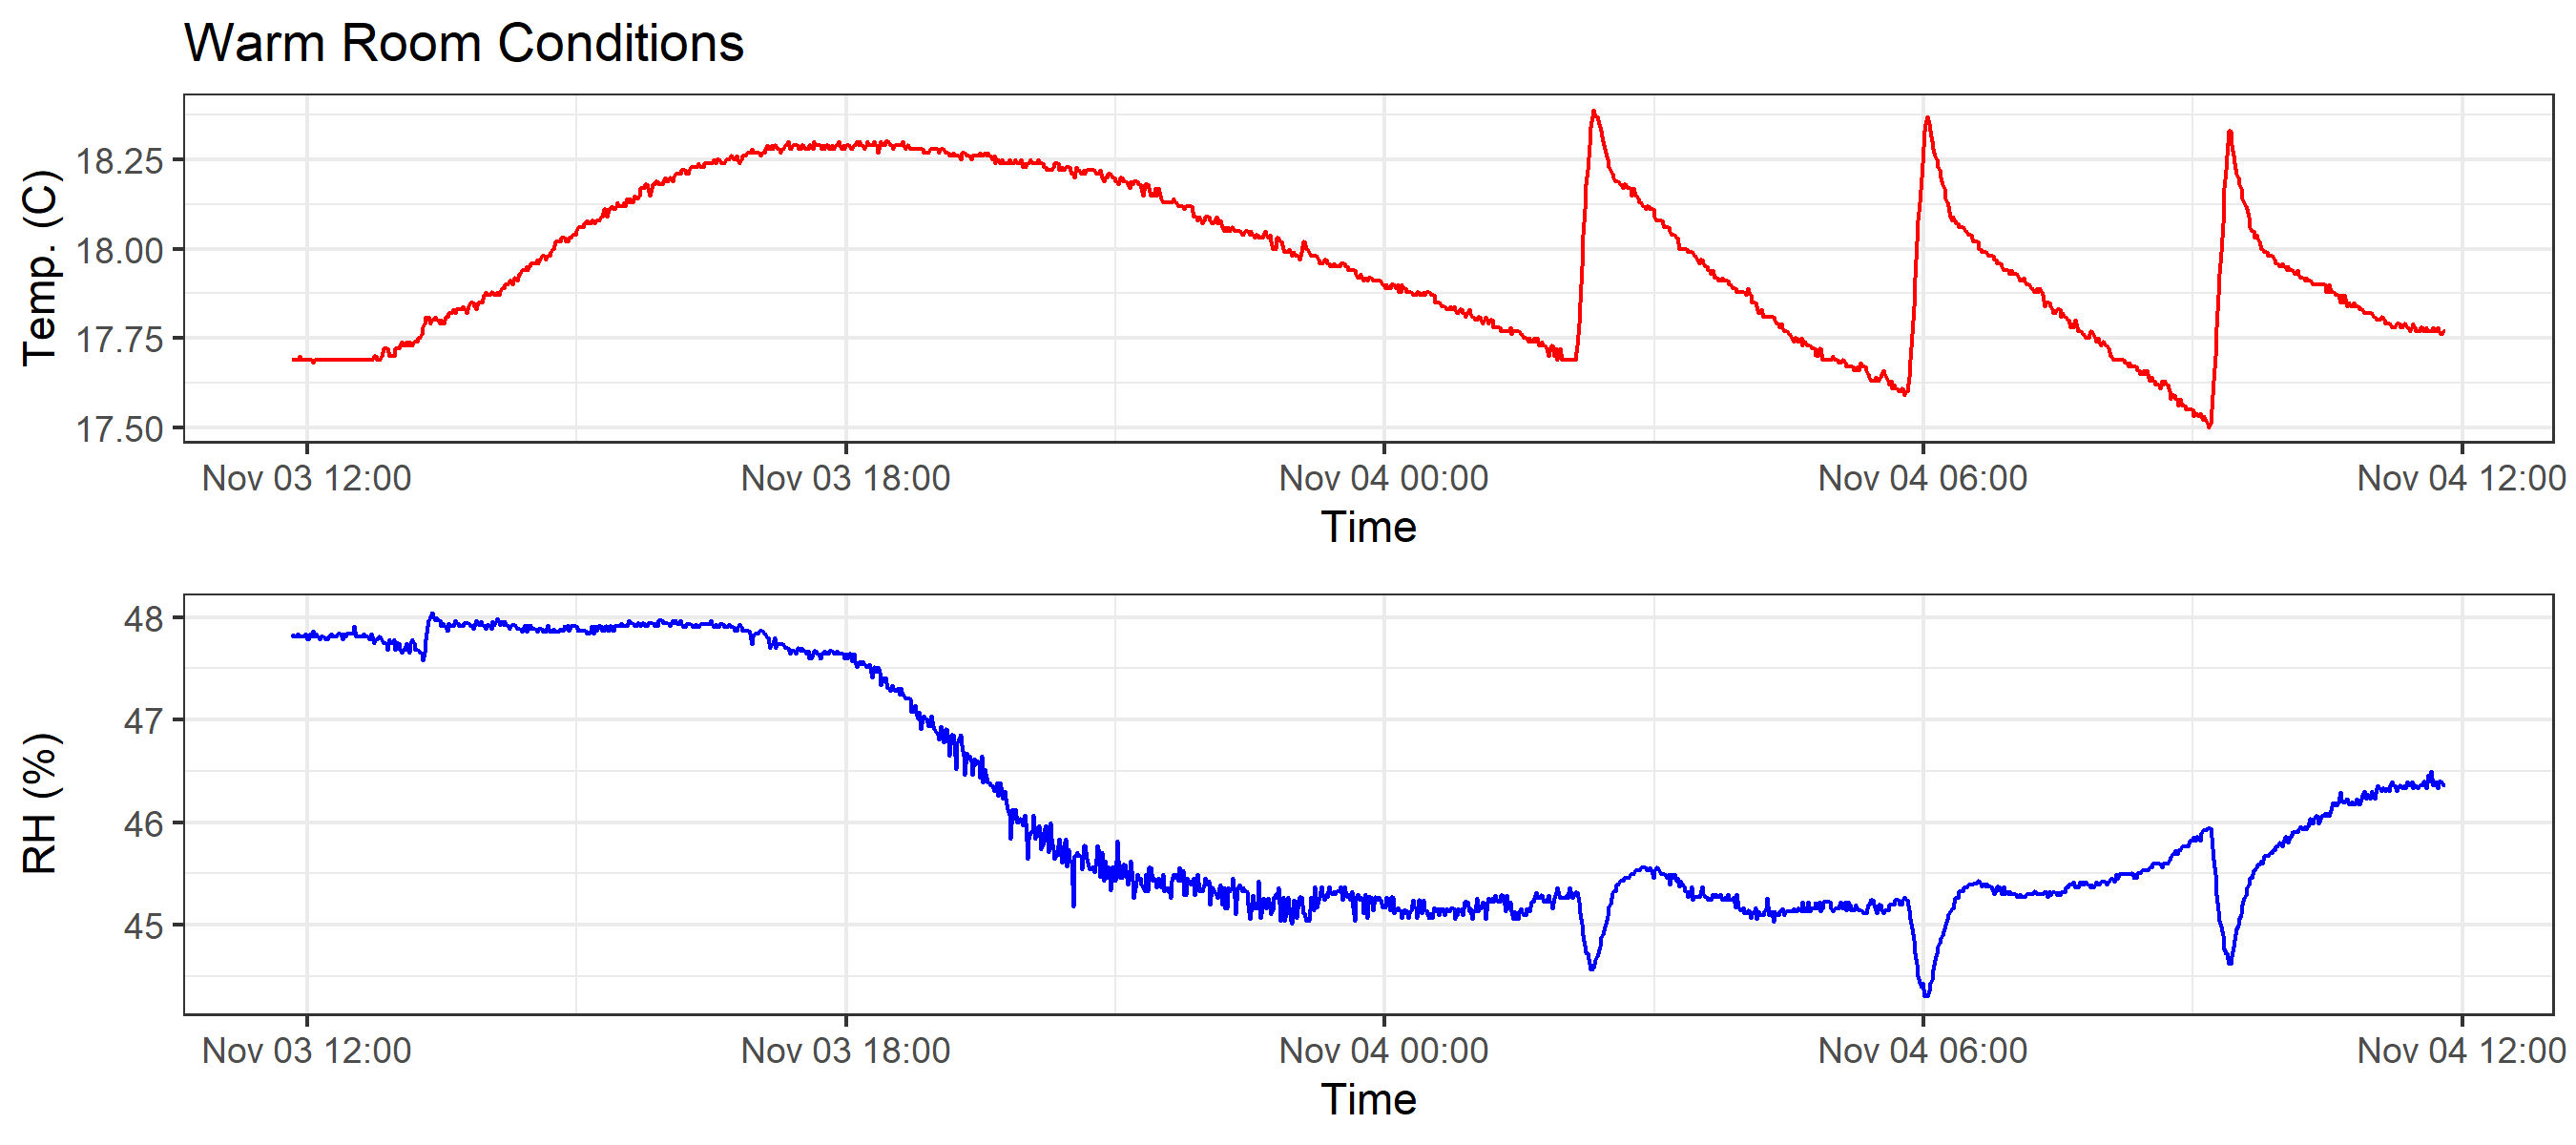 Warm Room Conditions
Temp. (C)
18.25
18.00
17.75
17.50
Nov 03 12:00 Nov 03 18:00 Nov 04 00:00 Nov 04 06:00 Nov 04 12:00
Time
RH (%)
48
47
46
45
Nov 03 12:00 Nov 03 18:00 Nov 04 00:00 Nov 04 06:00 Nov 04 12:00
Time